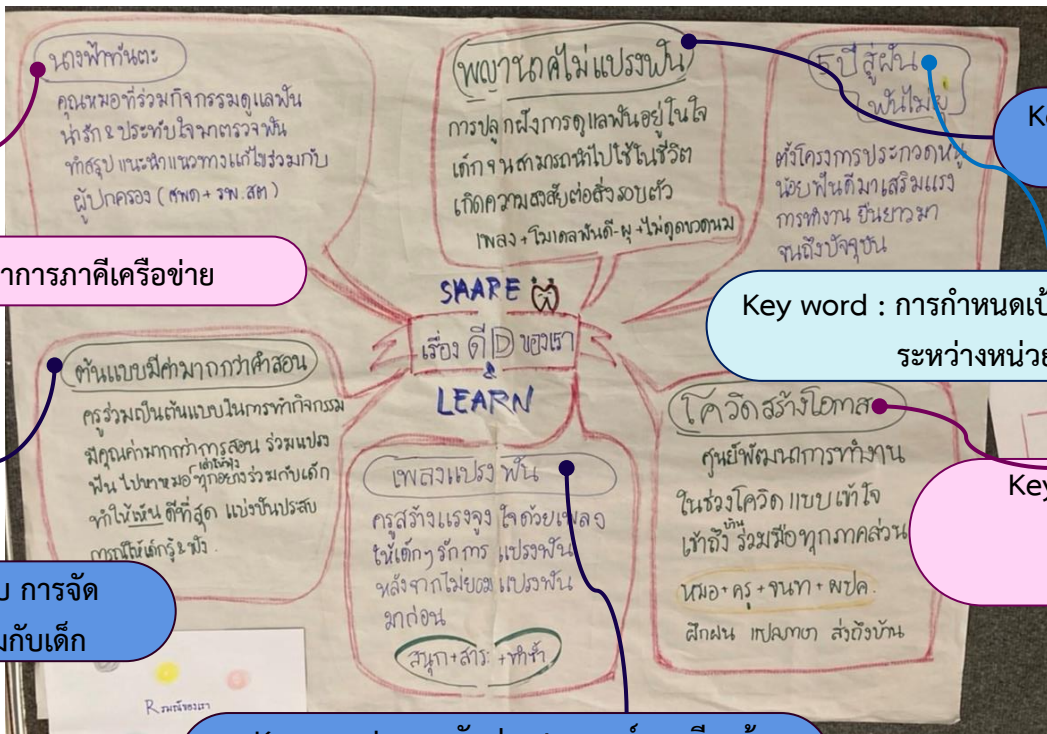 นางฟ้าทันตะ
คุณหมอที่ร่วมกิจกรรมดูแลฟัน
น่ารัก & ประทับใจมาตรวจฟัน
ทำสรุป แนะนำแนวทางแก้ไขร่วมกับ
ผู้ปกครอง (ศพด + รพ.สต)
พญานาคไม่แปรงฟัน
การปลูกฝังการดูแลฟันอยู่ในใจ
เด็กจนสามารถนำไปใช้ในชีวิต
เกิดความสงสัยต่อสิ่งรอบตัว
เพลง + โมเดลฟันดี-ผุ + ไม่ดูดขวดนม
5 ปี สู่ฝัน
ฟันไม่ผุ
ตั้งโครงการประกวดหนู
น้อยฟันดีมาเสริมแรง
การทำงาน ยืนยาวมา
จนถึงปัจจุบัน
าการภาคีเครือข่าย
Key word : การกำหนดเป้
ระหว่างหน่วย
SHARE
เรื่อง ดี D ของเรา
&
LEARN
ต้นแบบมีค่ามากกว่าคำสอน
ครูร่วมเป็นต้นแบบในการทำกิจกรรม
มีคุณค่ามากกว่าการสอน ร่วมแปรง
ฟัน ไปหาหมอ ทุกอย่างร่วมกับเด็ก
ทำให้เห็น ดีที่สุด แบ่งปันประสบ
การณ์ให้เด็กรู้ & ฟัง.
เพลงแปรงฟัน
ครูสร้างแรงจูงใจด้วยเพลง
ให้เด็กๆ รักการ แปรงฟัน
หลังจากไม่ยอม แปรงฟัน
มาก่อน
สนุก + สาระ + ทำซ้ำ
โควิดสร้างโอกาส
ศูนย์พัฒนาการทำงาน
ในช่วงโควิด แบบ เข้าใจ
เข้าถึง บ้าน ร่วมมือทุกภาคส่วน
หมอ + ครู + จนท + ผปค.
ฝึกฝน แปลภาษา ส่งถึงบ้าน
Key
บ การจัด
มกับเด็ก